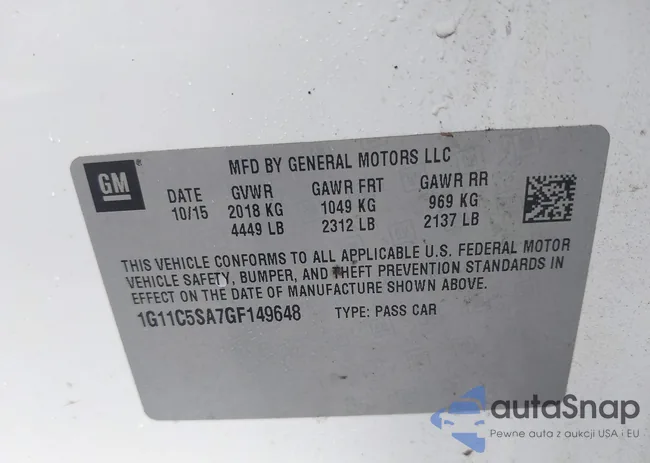 GM
MFD BY GENERAL MOTORS LLC
DATE GVWR GAWR FRT GAWR RR
10/15 2018 KG 1049 KG 969 KG
4449 LB 2312 LB 2137 LB
THIS VEHICLE CONFORMS TO ALL APPLICABLE U.S. FEDERAL MOTOR
VEHICLE SAFETY, BUMPER, AND THEFT PREVENTION STANDARDS IN
EFFECT ON THE DATE OF MANUFACTURE SHOWN ABOVE.
1G11C5SA7GF149648 TYPE: PASS CAR
autoSnap
Pewne auta z aukcji USA i EU